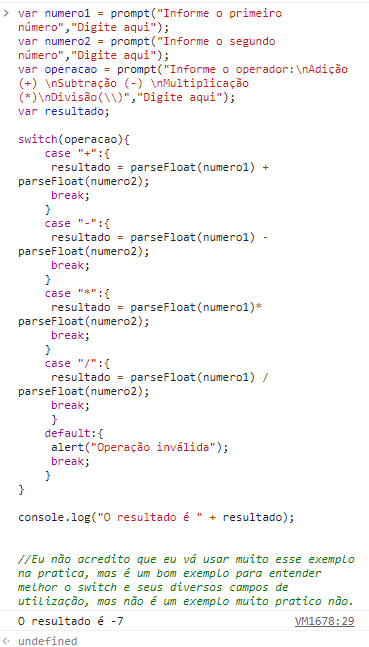 var numero1 = prompt("Informe o primeiro
número","Digite aqui");
var numero2 = prompt("Informe o segundo
número","Digite aqui");
var operacao = prompt("Informe o operador:\nAdição
(+) \nSubtração (-) \nMultiplicação
(*)\nDivisão(\\)","Digite aqui");
var resultado;

switch(operacao){
    case "+":{
     resultado = parseFloat(numero1) +
parseFloat(numero2);
     break;
    }
    case "-":{
     resultado = parseFloat(numero1) -
parseFloat(numero2);
     break;
    }
    case "*":{
     resultado = parseFloat(numero1)*
parseFloat(numero2);
     break;
    }
    case "/":{
     resultado = parseFloat(numero1) /
parseFloat(numero2);
     break;
     }
    default:{
     alert("Operação inválida");
     break;
    }
}

console.log("O resultado é " + resultado);

//Eu não acredito que eu vá usar muito esse exemplo
na pratica, mas é um bom exemplo para entender
melhor o switch e seus diversos campos de
utilização, mas não é um exemplo muito pratico não.
O resultado é -7 VM1678:29
undefined